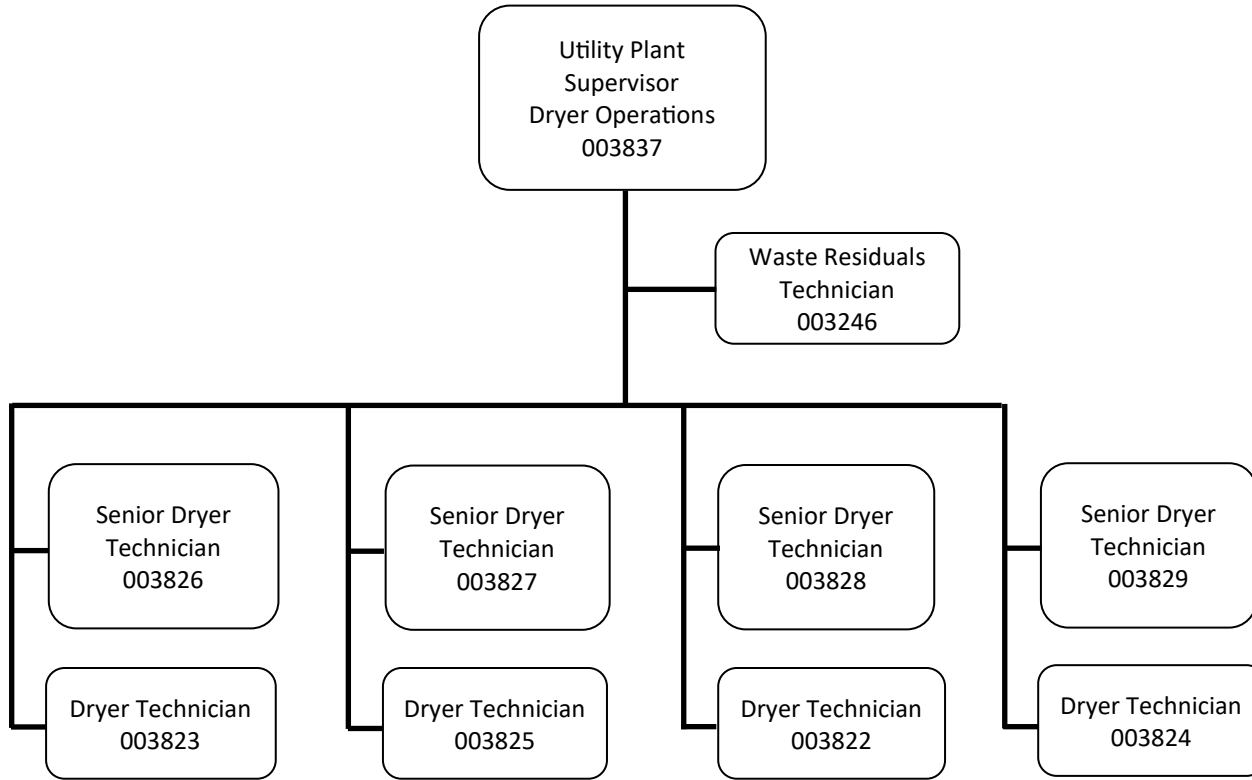 Utility Plant
Supervisor
Dryer Operations
003837
Waste Residuals
Technician
003246
Senior Dryer
Technician
003826
Senior Dryer
Technician
003827
Senior Dryer
Technician
003828
Senior Dryer
Technician
003829
Dryer Technician
003823
Dryer Technician
003825
Dryer Technician
003822
Dryer Technician
003824